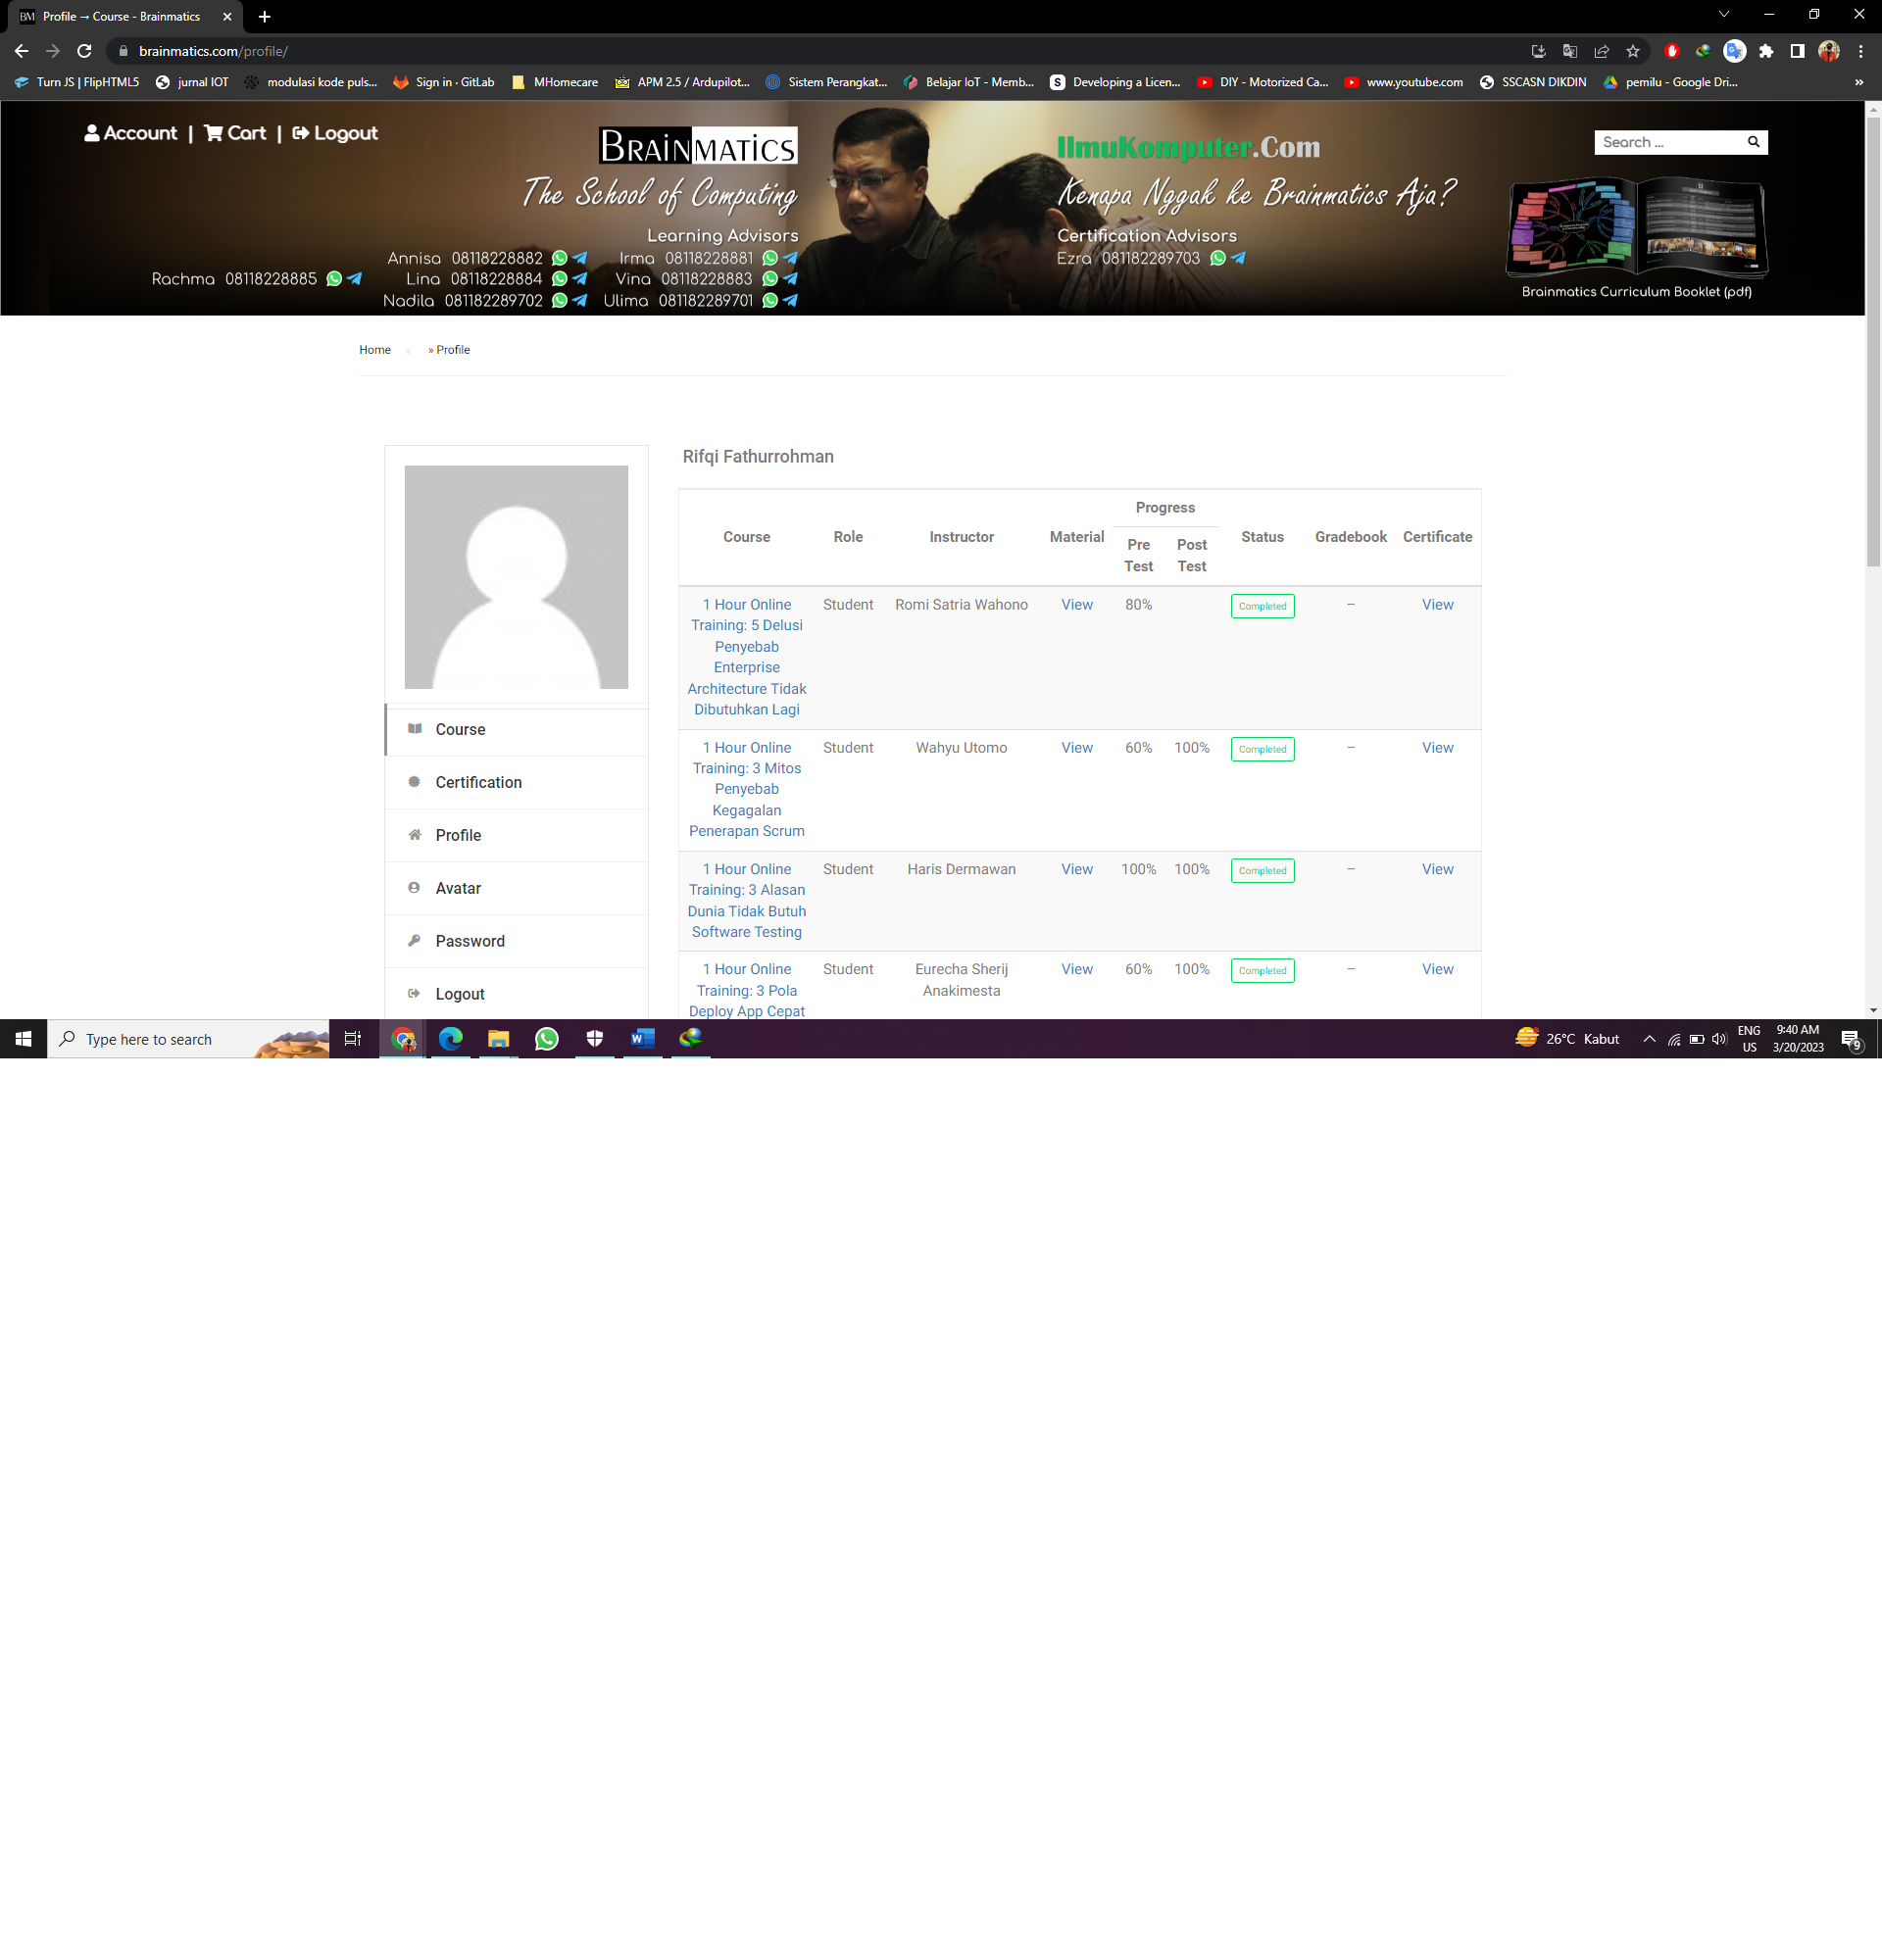 BM Profile → Course - Brainmatics
brainmatics.com/profile/
Turn JS | FlipHTML5 jurnal IOT modulasi kode puls... Sign in · GitLab MHomecare APM 2.5 / Ardupilot... Sistem Perangkat... Belajar IoT - Memb... S Developing a Licen... DIY - Motorized Ca... www.youtube.com SSCASN DIKDIN pemilu - Google Dri... »
Account | Cart | Logout
BRAINMATICS
The School of Computing
Learning Advisors
Annisa 08118228882 Irma 08118228881
Rachma 08118228885 Lina 08118228884 Vina 08118228883
Nadila 081182289702 Ulima 081182289701
IlmuKomputer.Com
Kenapa Nggak ke Brainmatics Aja?
Certification Advisors
Ezra 081182289703
Search ...
Brainmatics Curriculum Booklet (pdf)
Home » Profile
Course
Certification
Profile
Avatar
Password
Logout
Rifqi Fathurrohman
Course Role Instructor Material Progress Status Gradebook Certificate
Pre Test Post Test
1 Hour Online Student Romi Satria Wahono View 80% Completed – View
Training: 5 Delusi
Penyebab
Enterprise
Architecture Tidak
Dibutuhkan Lagi
1 Hour Online Student Wahyu Utomo View 60% 100% Completed – View
Training: 3 Mitos
Penyebab
Kegagalan
Penerapan Scrum
1 Hour Online Student Haris Dermawan View 100% 100% Completed – View
Training: 3 Alasan
Dunia Tidak Butuh
Software Testing
1 Hour Online Student Eurecha Sherij View 60% 100% Completed – View
Training: 3 Pola Anakimesta
Deploy App Cepat
Type here to search
26°C Kabut
ENG
US
9:40 AM
3/20/2023
9